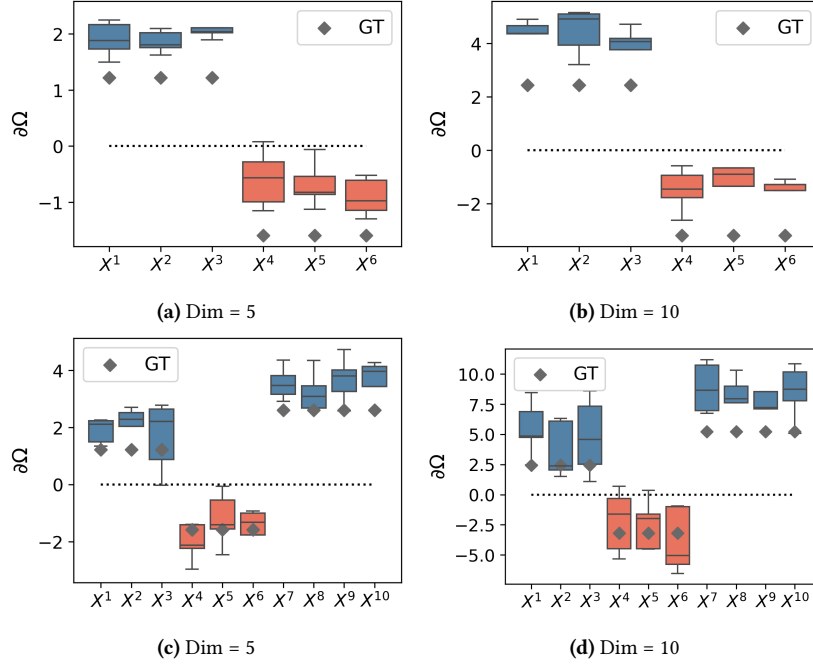 GT
GT
∂Ω
2
1
0
−1
∂Ω
4
2
0
−2
X¹ X² X³ X⁴ X⁵ X⁶
X¹ X² X³ X⁴ X⁵ X⁶
(a) Dim = 5
(b) Dim = 10
GT
GT
∂Ω
4
2
0
−2
∂Ω
10.0
7.5
5.0
2.5
0.0
−2.5
−5.0
X¹ X² X³ X⁴ X⁵ X⁶ X⁷ X⁸ X⁹ X¹⁰
X¹ X² X³ X⁴ X⁵ X⁶ X⁷ X⁸ X⁹ X¹⁰
(c) Dim = 5
(d) Dim = 10